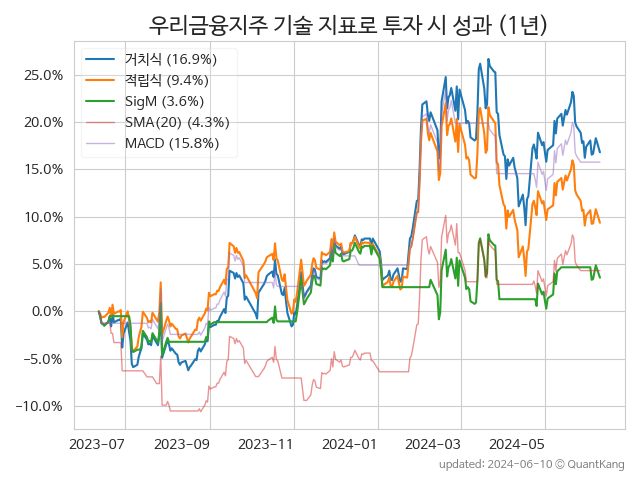 우리금융지주 기술 지표로 투자 시 성과 (1년)
거치식 (16.9%)
적립식 (9.4%)
SigM (3.6%)
SMA(20) (4.3%)
MACD (15.8%)
25.0%
20.0%
15.0%
10.0%
5.0%
0.0%
−5.0%
−10.0%
2023-07 2023-09 2023-11 2024-01 2024-03 2024-05
updated: 2024-06-10 © QuantKang